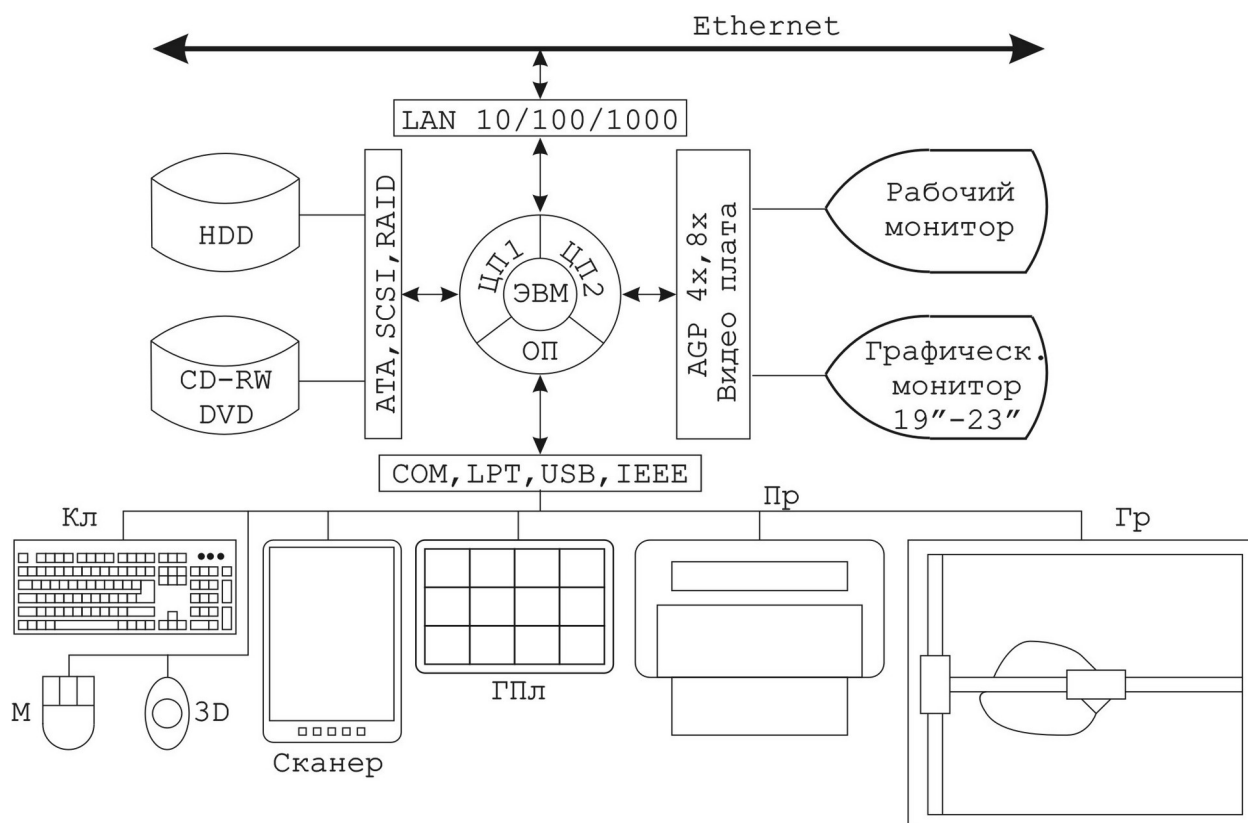 Ethernet
LAN 10/100/1000
HDD
CD-RW
DVD
ATA,SCSI,RAID
ЦП1
ЦП2
ЭВМ
ОП
AGP 4x,8x
Видео плата
Рабочий
монитор
Графическ.
монитор
19″-23″
COM,LPT,USB,IEEE
Кл
Пр
Гр
М
3D
Сканер
ГПл